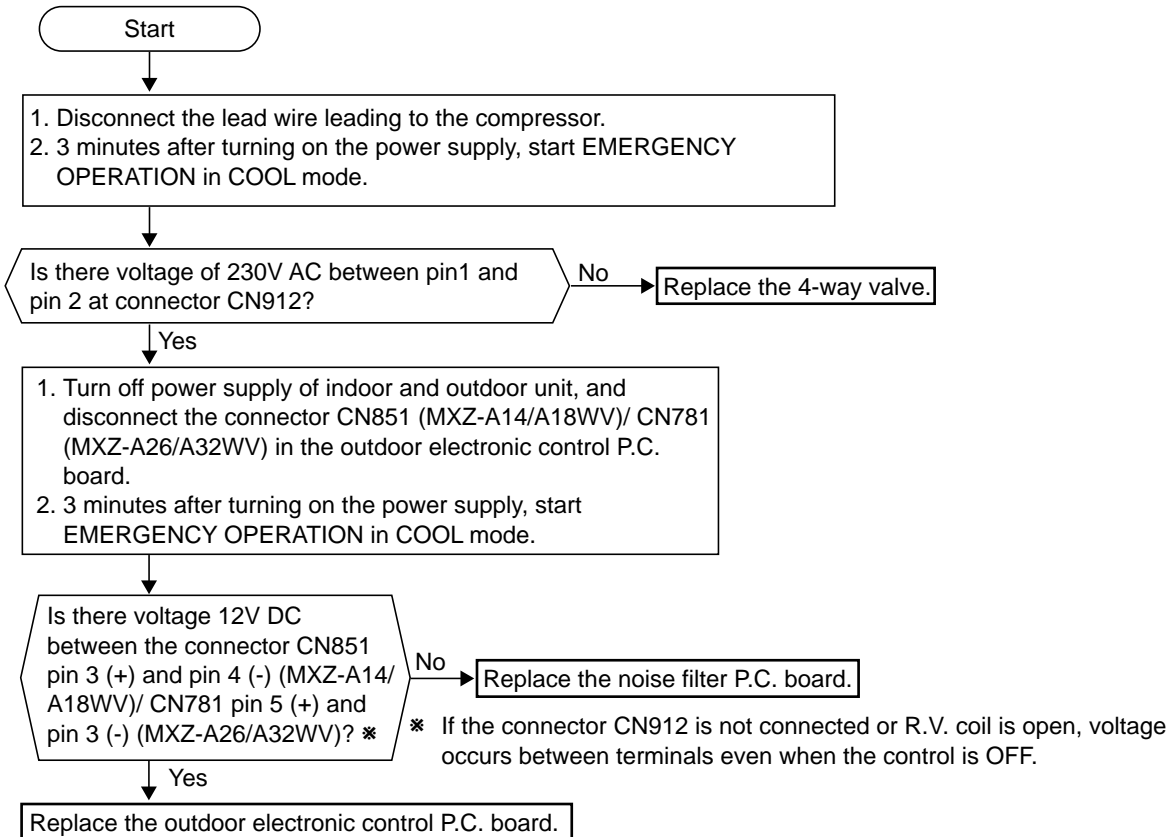 Start
1. Disconnect the lead wire leading to the compressor.
2. 3 minutes after turning on the power supply, start EMERGENCY
OPERATION in COOL mode.
Is there voltage of 230V AC between pin1 and
pin 2 at connector CN912?
No
Replace the 4-way valve.
Yes
1. Turn off power supply of indoor and outdoor unit, and
disconnect the connector CN851 (MXZ-A14/A18WV)/ CN781
(MXZ-A26/A32WV) in the outdoor electronic control P.C.
board.
2. 3 minutes after turning on the power supply, start
EMERGENCY OPERATION in COOL mode.
Is there voltage 12V DC
between the connector CN851
pin 3 (+) and pin 4 (-) (MXZ-A14/
A18WV)/ CN781 pin 5 (+) and
pin 3 (-) (MXZ-A26/A32WV)? ※
No
Replace the noise filter P.C. board.
※ If the connector CN912 is not connected or R.V. coil is open, voltage
occurs between terminals even when the control is OFF.
Yes
Replace the outdoor electronic control P.C. board.